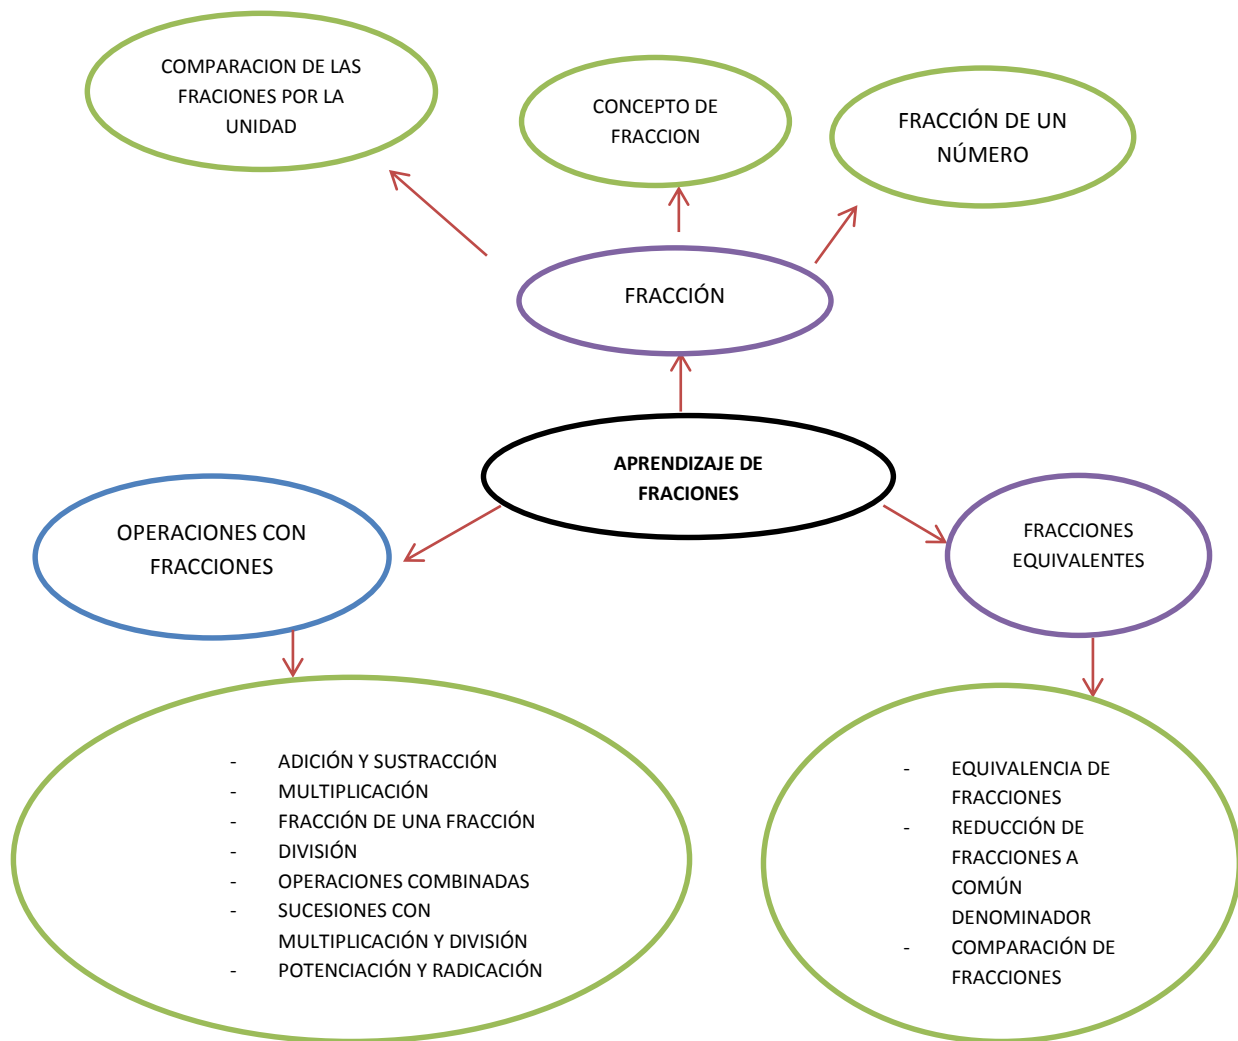 COMPARACION DE LAS
FRACIONES POR LA
UNIDAD
CONCEPTO DE
FRACCION
FRACCIÓN DE UN
NÚMERO
FRACCIÓN
APRENDIZAJE DE
FRACIONES
OPERACIONES CON
FRACCIONES
FRACCIONES
EQUIVALENTES
- ADICIÓN Y SUSTRACCIÓN
- MULTIPLICACIÓN
- FRACCIÓN DE UNA FRACCIÓN
- DIVISIÓN
- OPERACIONES COMBINADAS
- SUCESIONES CON
MULTIPLICACIÓN Y DIVISIÓN
- POTENCIACIÓN Y RADICACIÓN
- EQUIVALENCIA DE
FRACCIONES
- REDUCCIÓN DE
FRACCIONES A
COMÚN
DENOMINADOR
- COMPARACIÓN DE
FRACCIONES